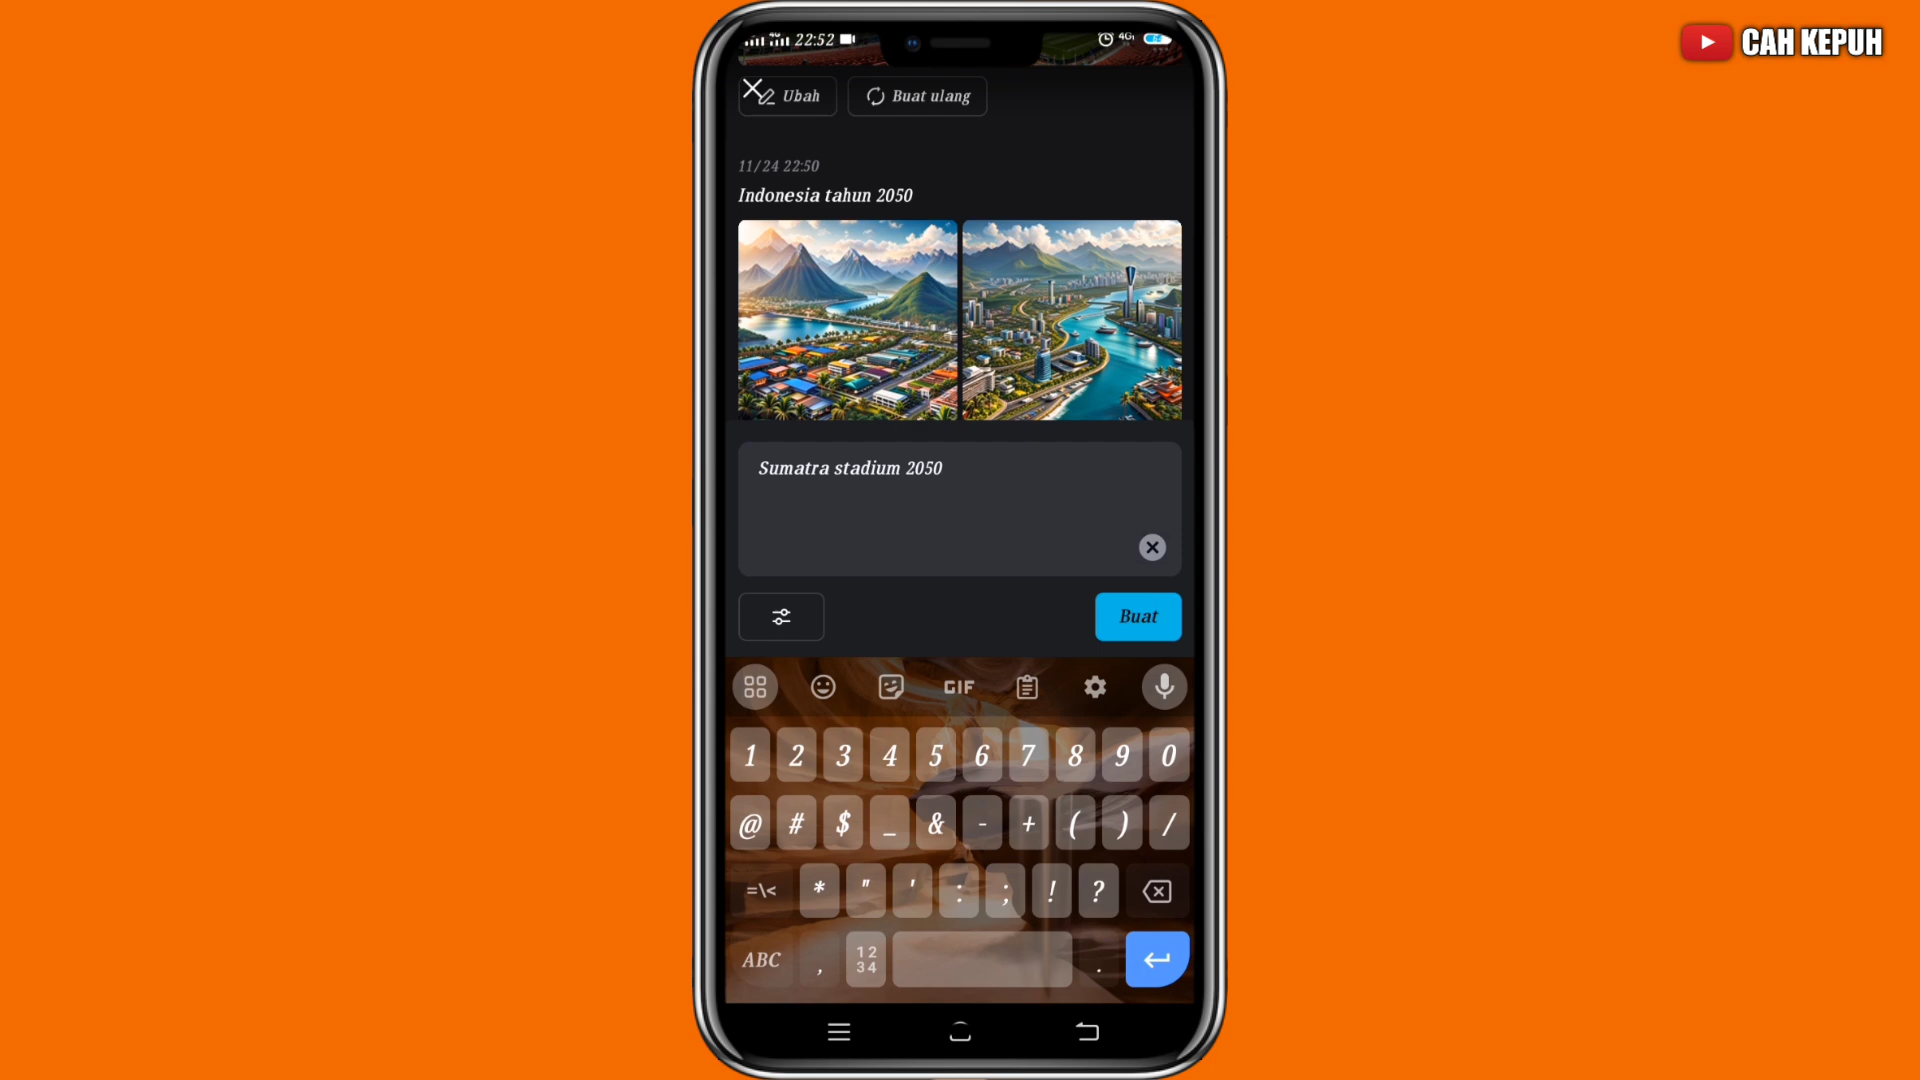 CAH KEPUH
22:52
4G
Ubah
Buat ulang
11/24 22:50
Indonesia tahun 2050
Sumatra stadium 2050
Buat
GIF
1 2 3 4 5 6 7 8 9 0
@ # $ _ & - + ( ) /
=\< * " ' : ; ! ?
ABC , 12 34 .